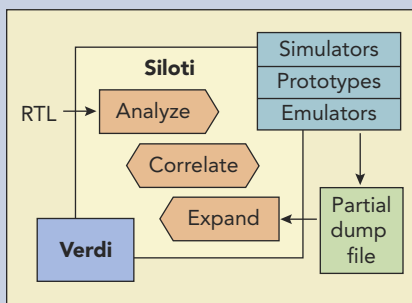 Siloti
Simulators
Prototypes
Emulators
RTL
Analyze
Correlate
Expand
Verdi
Partial
dump
file